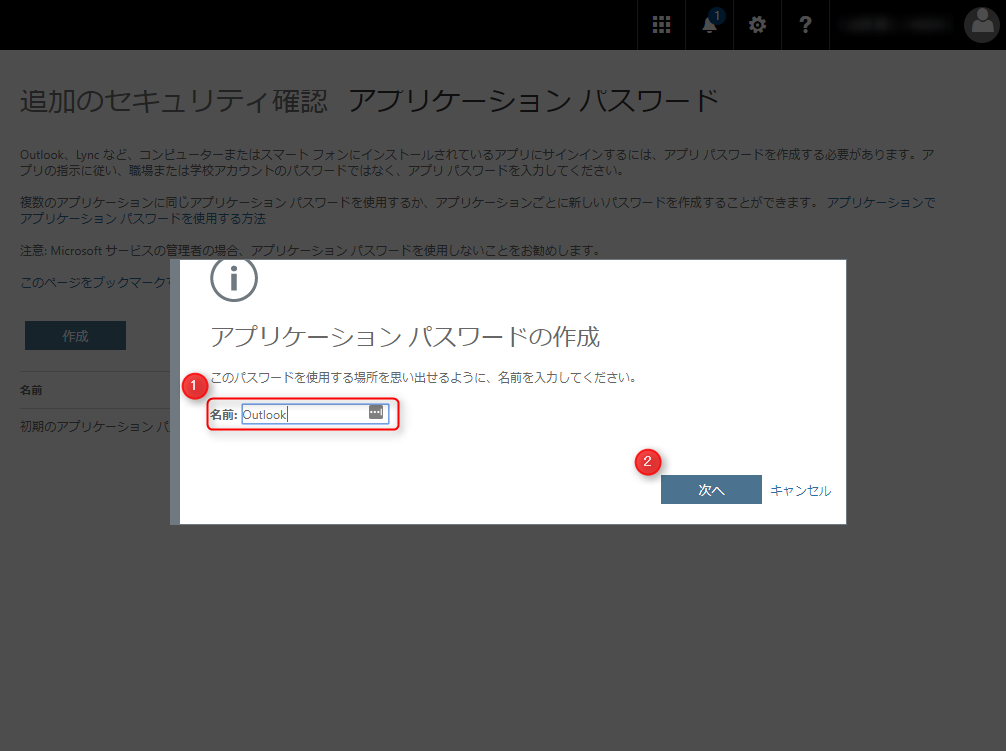 1
?
追加のセキュリティ確認 アプリケーション パスワード
Outlook、Lync など、コンピューターまたはスマート フォンにインストールされているアプリにサインインするには、アプリ パスワードを作成する必要があります。ア
プリの指示に従い、職場または学校アカウントのパスワードではなく、アプリ パスワードを入力してください。
複数のアプリケーションに同じアプリケーション パスワードを使用するか、アプリケーションごとに新しいパスワードを作成することができます。 アプリケーションで
アプリケーション パスワードを使用する方法
注意: Microsoft サービスの管理者の場合、アプリケーション パスワードを使用しないことをお勧めします。
このページをブックマークす
作成
名前
初期のアプリケーション パ
アプリケーション パスワードの作成
このパスワードを使用する場所を思い出せるように、名前を入力してください。
1
名前: Outlook
2
次へ キャンセル